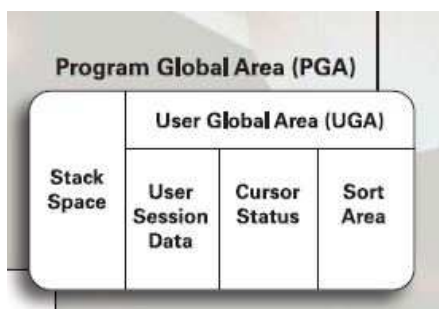 Program Global Area (PGA)
User Global Area (UGA)
Stack
Space
User
Session
Data
Cursor
Status
Sort
Area